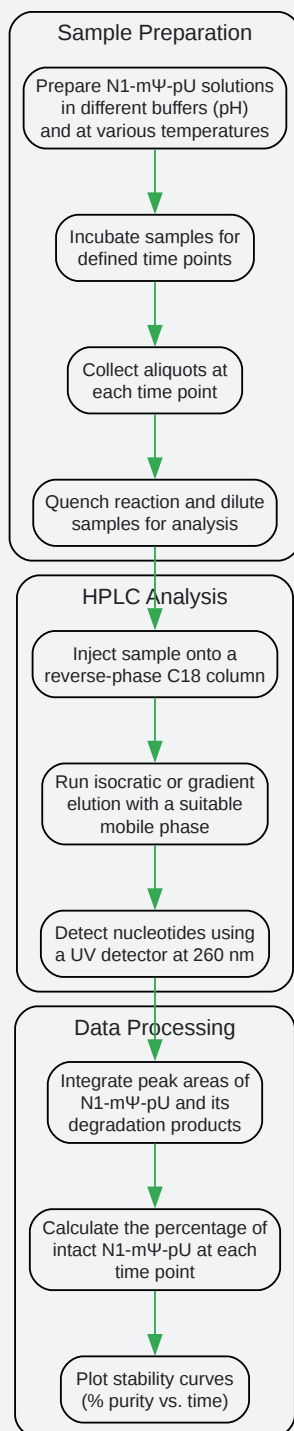 Sample Preparation
Prepare N1-mΨ-pU solutions
in different buffers (pH)
and at various temperatures
Incubate samples for
defined time points
Collect aliquots at
each time point
Quench reaction and dilute
samples for analysis
HPLC Analysis
Inject sample onto a
reverse-phase C18 column
Run isocratic or gradient
elution with a suitable
mobile phase
Detect nucleotides using
a UV detector at 260 nm
Data Processing
Integrate peak areas of
N1-mΨ-pU and its
degradation products
Calculate the percentage of
intact N1-mΨ-pU at each
time point
Plot stability curves
(% purity vs. time)